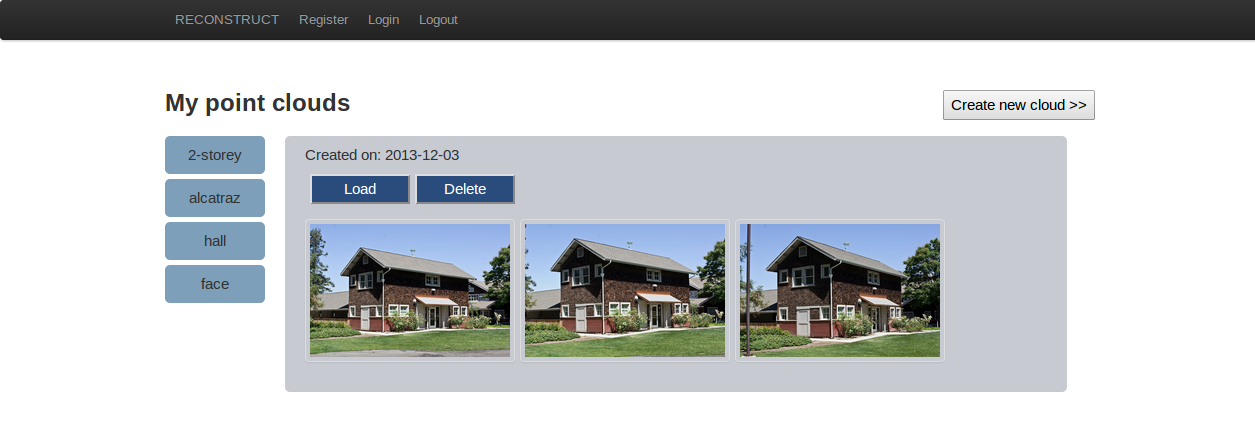 RECONSTRUCT Register Login Logout
My point clouds
Create new cloud >>
2-storey
alcatraz
hall
face
Created on: 2013-12-03
Load Delete